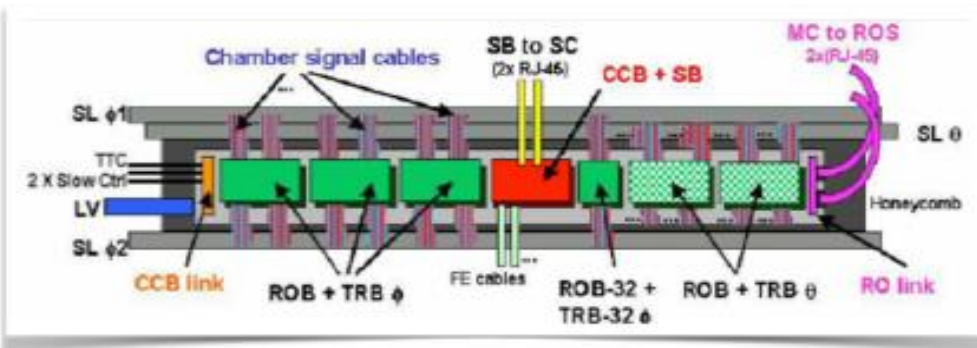 MC to ROS
2x(RJ-45)
SB to SC
(2x RJ-45)
Chamber signal cables
...
CCB + SB
SL ϕ1
SL θ
TTC
2 X Slow Ctrl
LV
Honeycomb
SL ϕ2
CCB link
ROB + TRB ϕ
FE cables
...
ROB-32 +
TRB-32 ϕ
ROB + TRB θ
RO link